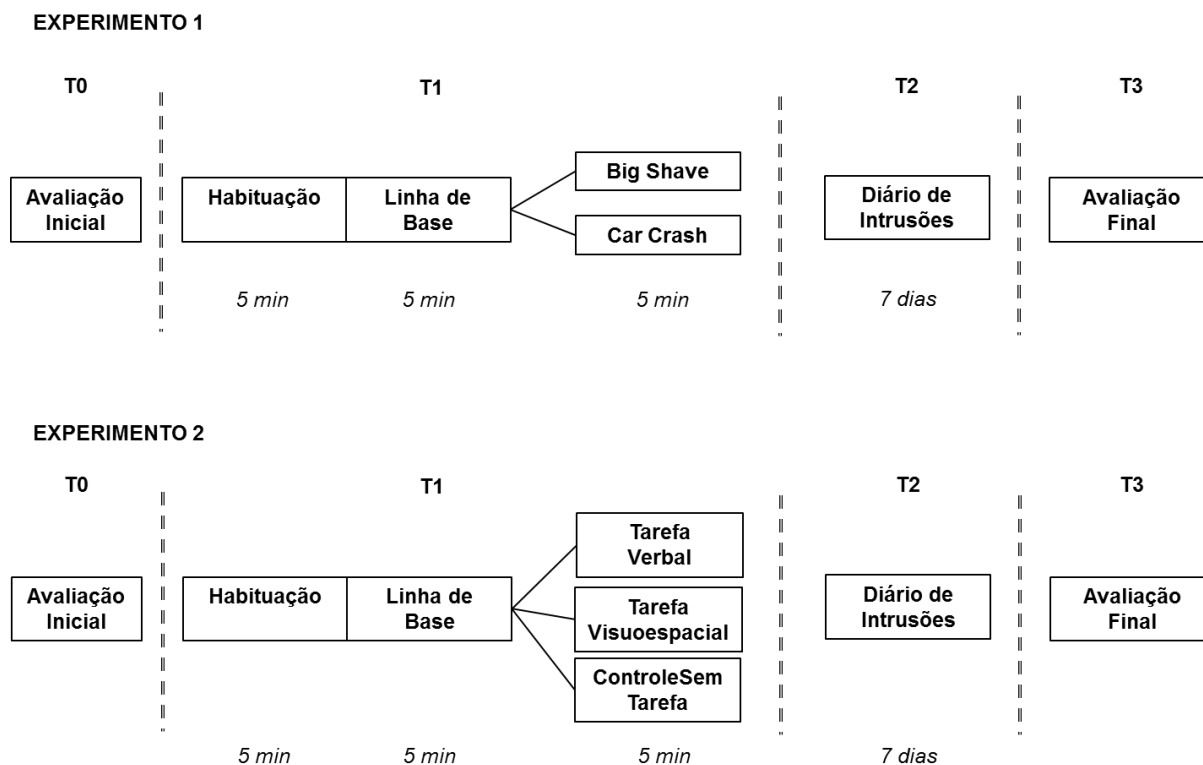 EXPERIMENTO 1
T0
T1
T2
T3
Avaliação
Inicial
Habituação
Linha de
Base
Big Shave
Car Crash
Diário de
Intrusões
Avaliação
Final
5 min
5 min
5 min
7 dias
EXPERIMENTO 2
T0
T1
T2
T3
Avaliação
Inicial
Habituação
Linha de
Base
Tarefa
Verbal
Tarefa
Visuoespacial
ControleSem
Tarefa
Diário de
Intrusões
Avaliação
Final
5 min
5 min
5 min
7 dias